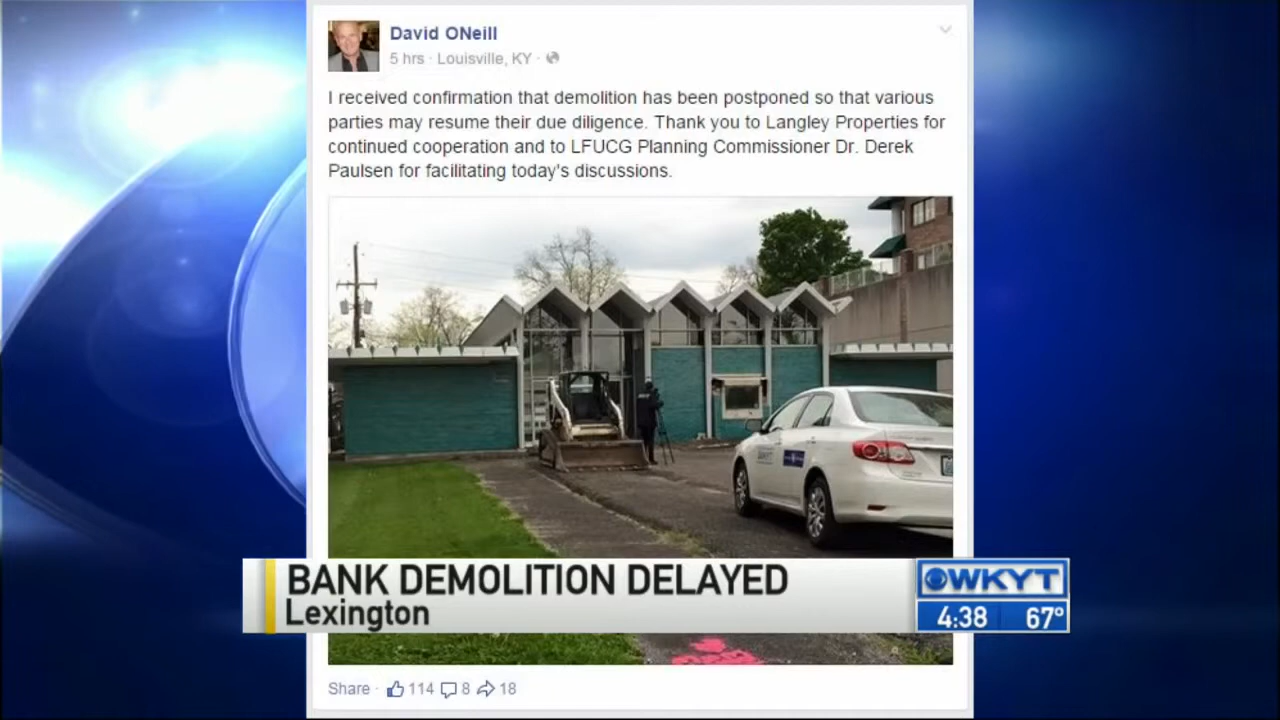 David ONeill
5 hrs · Louisville, KY ·
I received confirmation that demolition has been postponed so that various
parties may resume their due diligence. Thank you to Langley Properties for
continued cooperation and to LFUCG Planning Commissioner Dr. Derek
Paulsen for facilitating today's discussions.
WKYT
BANK DEMOLITION DELAYED
Lexington
WKYT
4:38 67°
Share · 114 8 18